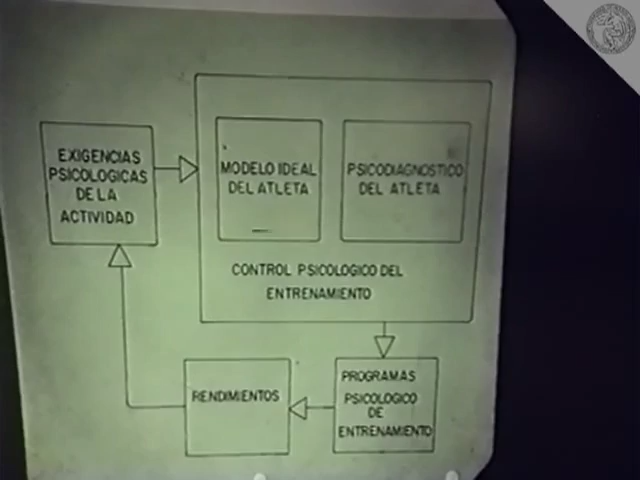 EXIGENCIAS
PSICOLOGICAS
DE LA
ACTIVIDAD
MODELO IDEAL
DEL ATLETA
PSICODIAGNOSTICO
DEL ATLETA
CONTROL PSICOLOGICO DEL
ENTRENAMIENTO
PROGRAMAS
PSICOLOGICO
DE
ENTRENAMIENTO
RENDIMIENTOS